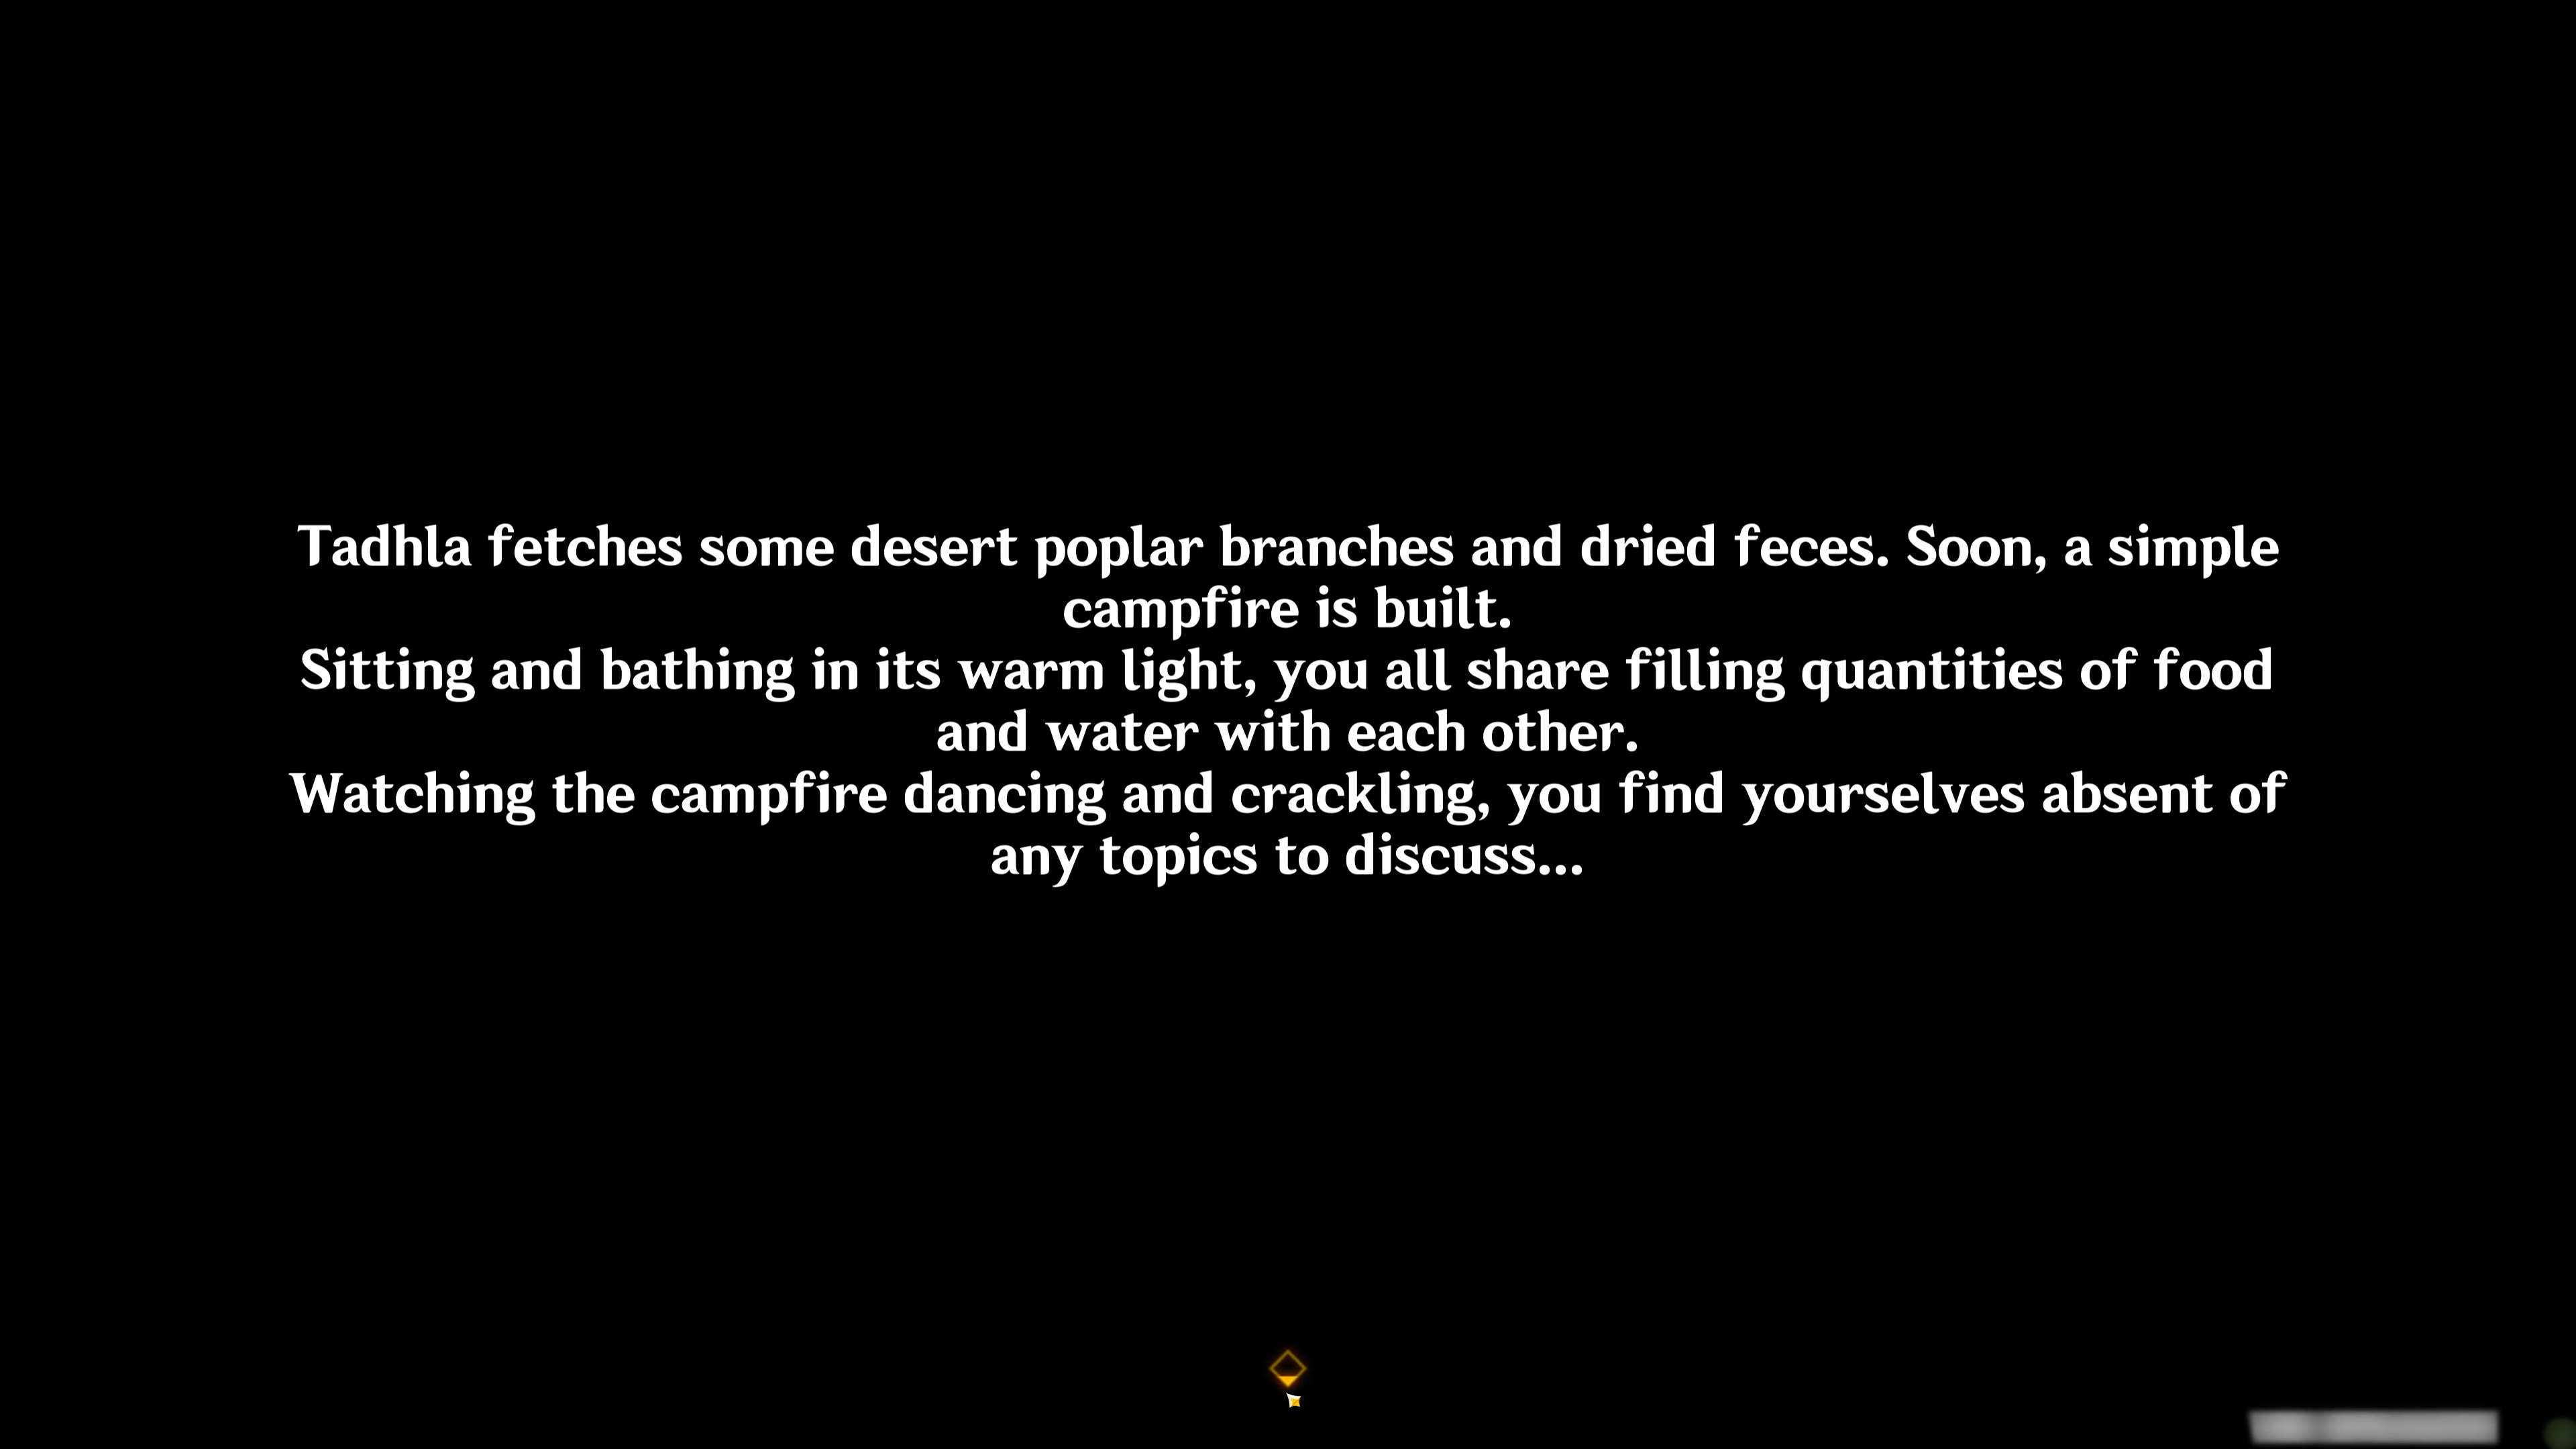 Tadhla fetches some desert poplar branches and dried feces. Soon, a simple
campfire is built.
Sitting and bathing in its warm light, you all share filling quantities of food
and water with each other.
Watching the campfire dancing and crackling, you find yourselves absent of
any topics to discuss...